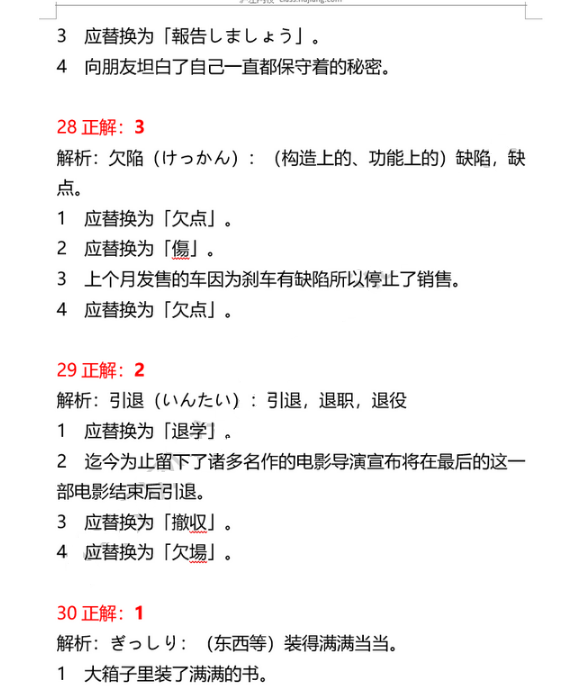 3 应替换为「報告しましょう」。
4 向朋友坦白了自己一直都保守着的秘密。
28 正解：3
解析：欠陥（けっかん）：（构造上的、功能上的）缺陷，缺
点。
1 应替换为「欠点」。
2 应替换为「傷」。
3 上个月发售的车因为刹车有缺陷所以停止了销售。
4 应替换为「欠点」。
29 正解：2
解析：引退（いんたい）：引退，退职，退役
1 应替换为「退学」。
2 迄今为止留下了诸多名作的电影导演宣布将在最后的这一
部电影结束后引退。
3 应替换为「撤収」。
4 应替换为「欠場」。
30 正解：1
解析：ぎっしり：（东西等）装得满满当当。
1 大箱子里装了满满的书。